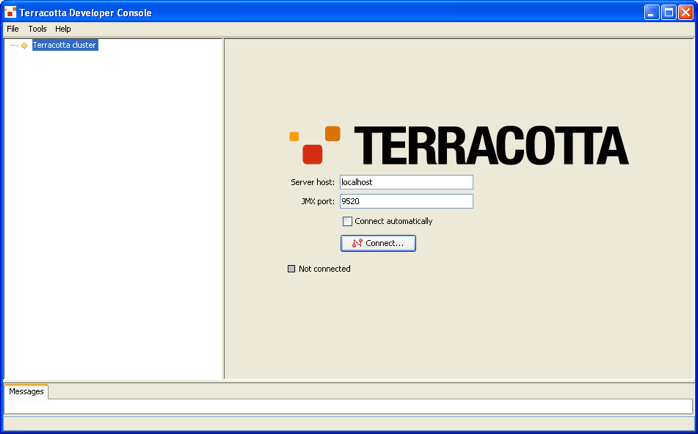 Terracotta Developer Console
File Tools Help
Terracotta cluster
TERRACOTTA
Server host: localhost
JMX port: 9520
Connect automatically
Connect...
Not connected
Messages